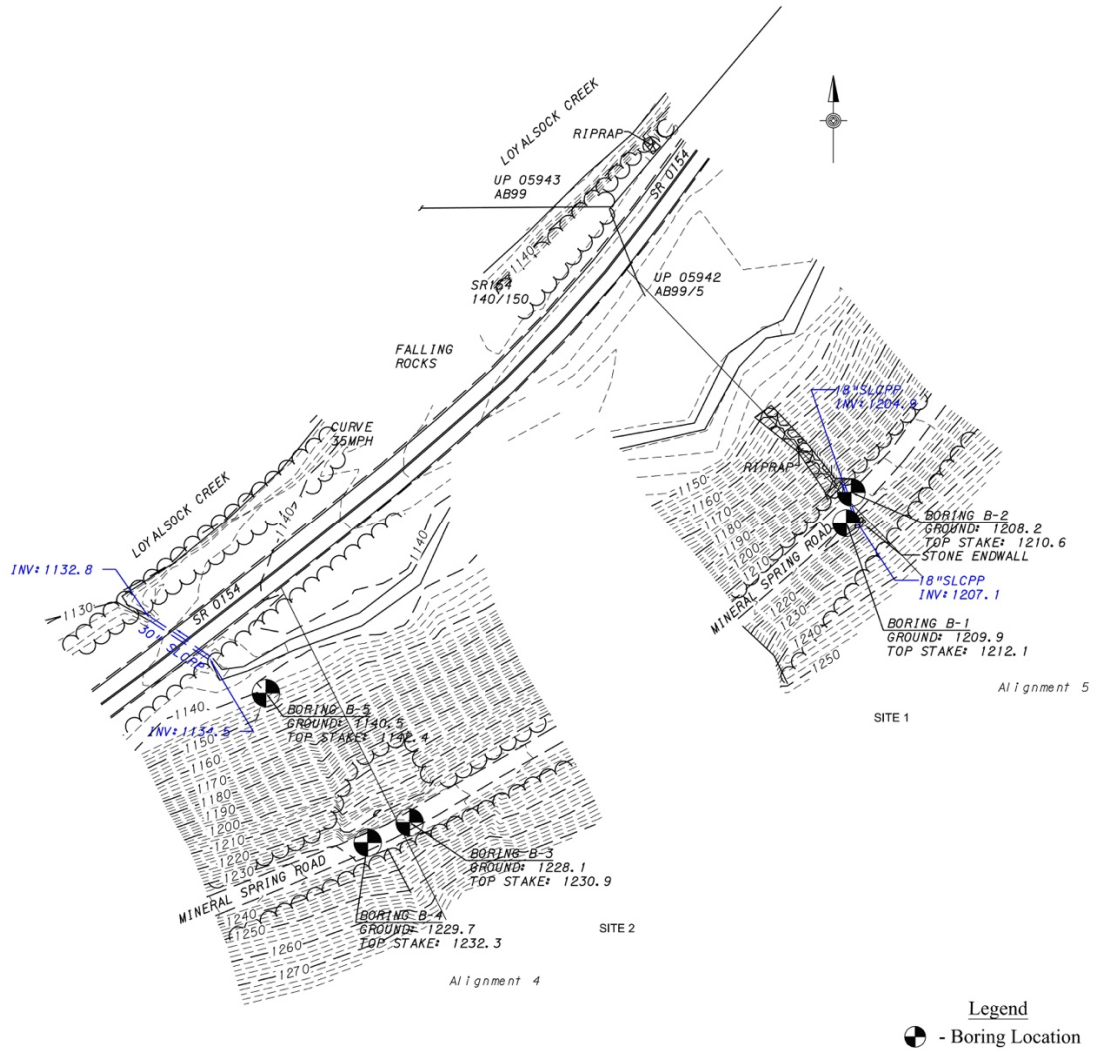 LOYALSOCK CREEK
RIPRAP
UP 05943
AB99
SR 0154
1140
SR154
140/150
UP 05942
AB99/5
FALLING
ROCKS
CURVE
35MPH
LOYALSOCK CREEK
1140
1140
INV: 1132.8
1130
SR 0154
30" SLCPP
INV: 1134.5
1140
1150
1160
1170
1180
1190
1200
1210
1220
1230
MINERAL SPRING ROAD
1240
1250
1260
1270
BORING B-5
GROUND: 1140.5
TOP STAKE: 1142.4
BORING B-3
GROUND: 1228.1
TOP STAKE: 1230.9
BORING B-4
GROUND: 1229.7
TOP STAKE: 1232.3
SITE 2
Alignment 4
18"SLCPP
INV: 1204.9
RIPRAP
1150
1160
1170
1180
1190
1200
1210
MINERAL SPRING ROAD
1220
1230
1240
1250
BORING B-2
GROUND: 1208.2
TOP STAKE: 1210.6
STONE ENDWALL
18"SLCPP
INV: 1207.1
BORING B-1
GROUND: 1209.9
TOP STAKE: 1212.1
Alignment 5
SITE 1
Legend
- Boring Location